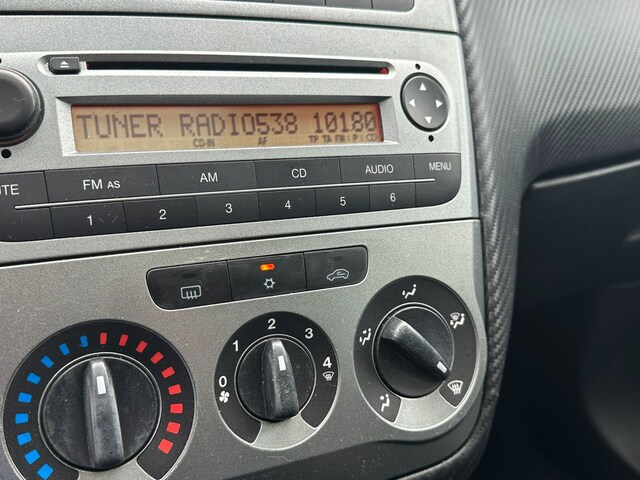 TUNER RADIO538 10180
CD-IN AF TP TA FM
UTE FM AS AM CD AUDIO MENU
1 2 3 4 5 6
0 1 2 3 4